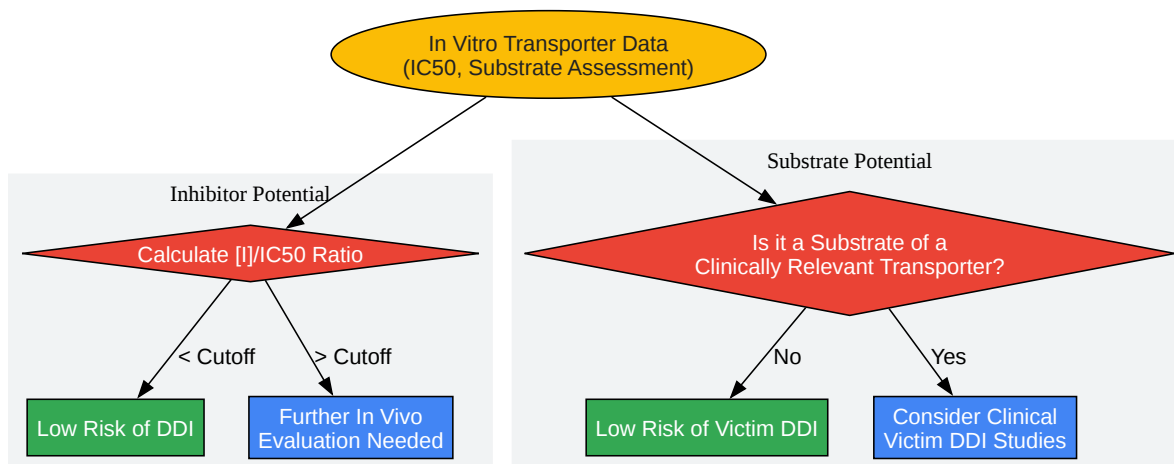 In Vitro Transporter Data
(IC50, Substrate Assessment)
Inhibitor Potential
Calculate [I]/IC50 Ratio
< Cutoff
> Cutoff
Low Risk of DDI
Further In Vivo
Evaluation Needed
Substrate Potential
Is it a Substrate of a
Clinically Relevant Transporter?
No
Yes
Low Risk of Victim DDI
Consider Clinical
Victim DDI Studies